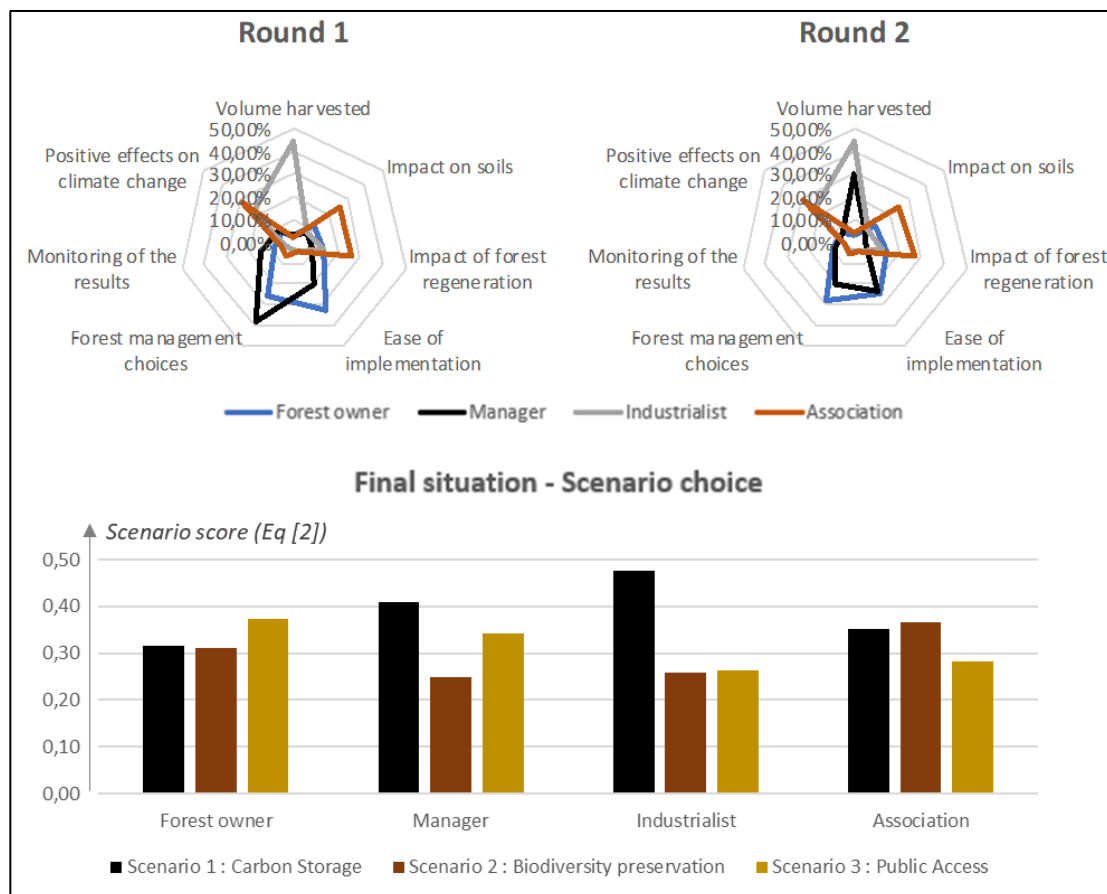 Round 1
Round 2
Volume harvested
50,00%
40,00%
30,00%
20,00%
10,00%
0,00%
Positive effects on
climate change
Impact on soils
Monitoring of the
results
Impact of forest
regeneration
Forest management
choices
Ease of
implementation
Volume harvested
50,00%
40,00%
30,00%
20,00%
10,00%
0,00%
Positive effects on
climate change
Impact on soils
Monitoring of the
results
Impact of forest
regeneration
Forest management
choices
Ease of
implementation
Forest owner
Manager
Industrialist
Association
Final situation - Scenario choice
Scenario score (Eq [2])
0,50
0,40
0,30
0,20
0,10
0,00
Forest owner
Manager
Industrialist
Association
Scenario 1 : Carbon Storage
Scenario 2 : Biodiversity preservation
Scenario 3 : Public Access